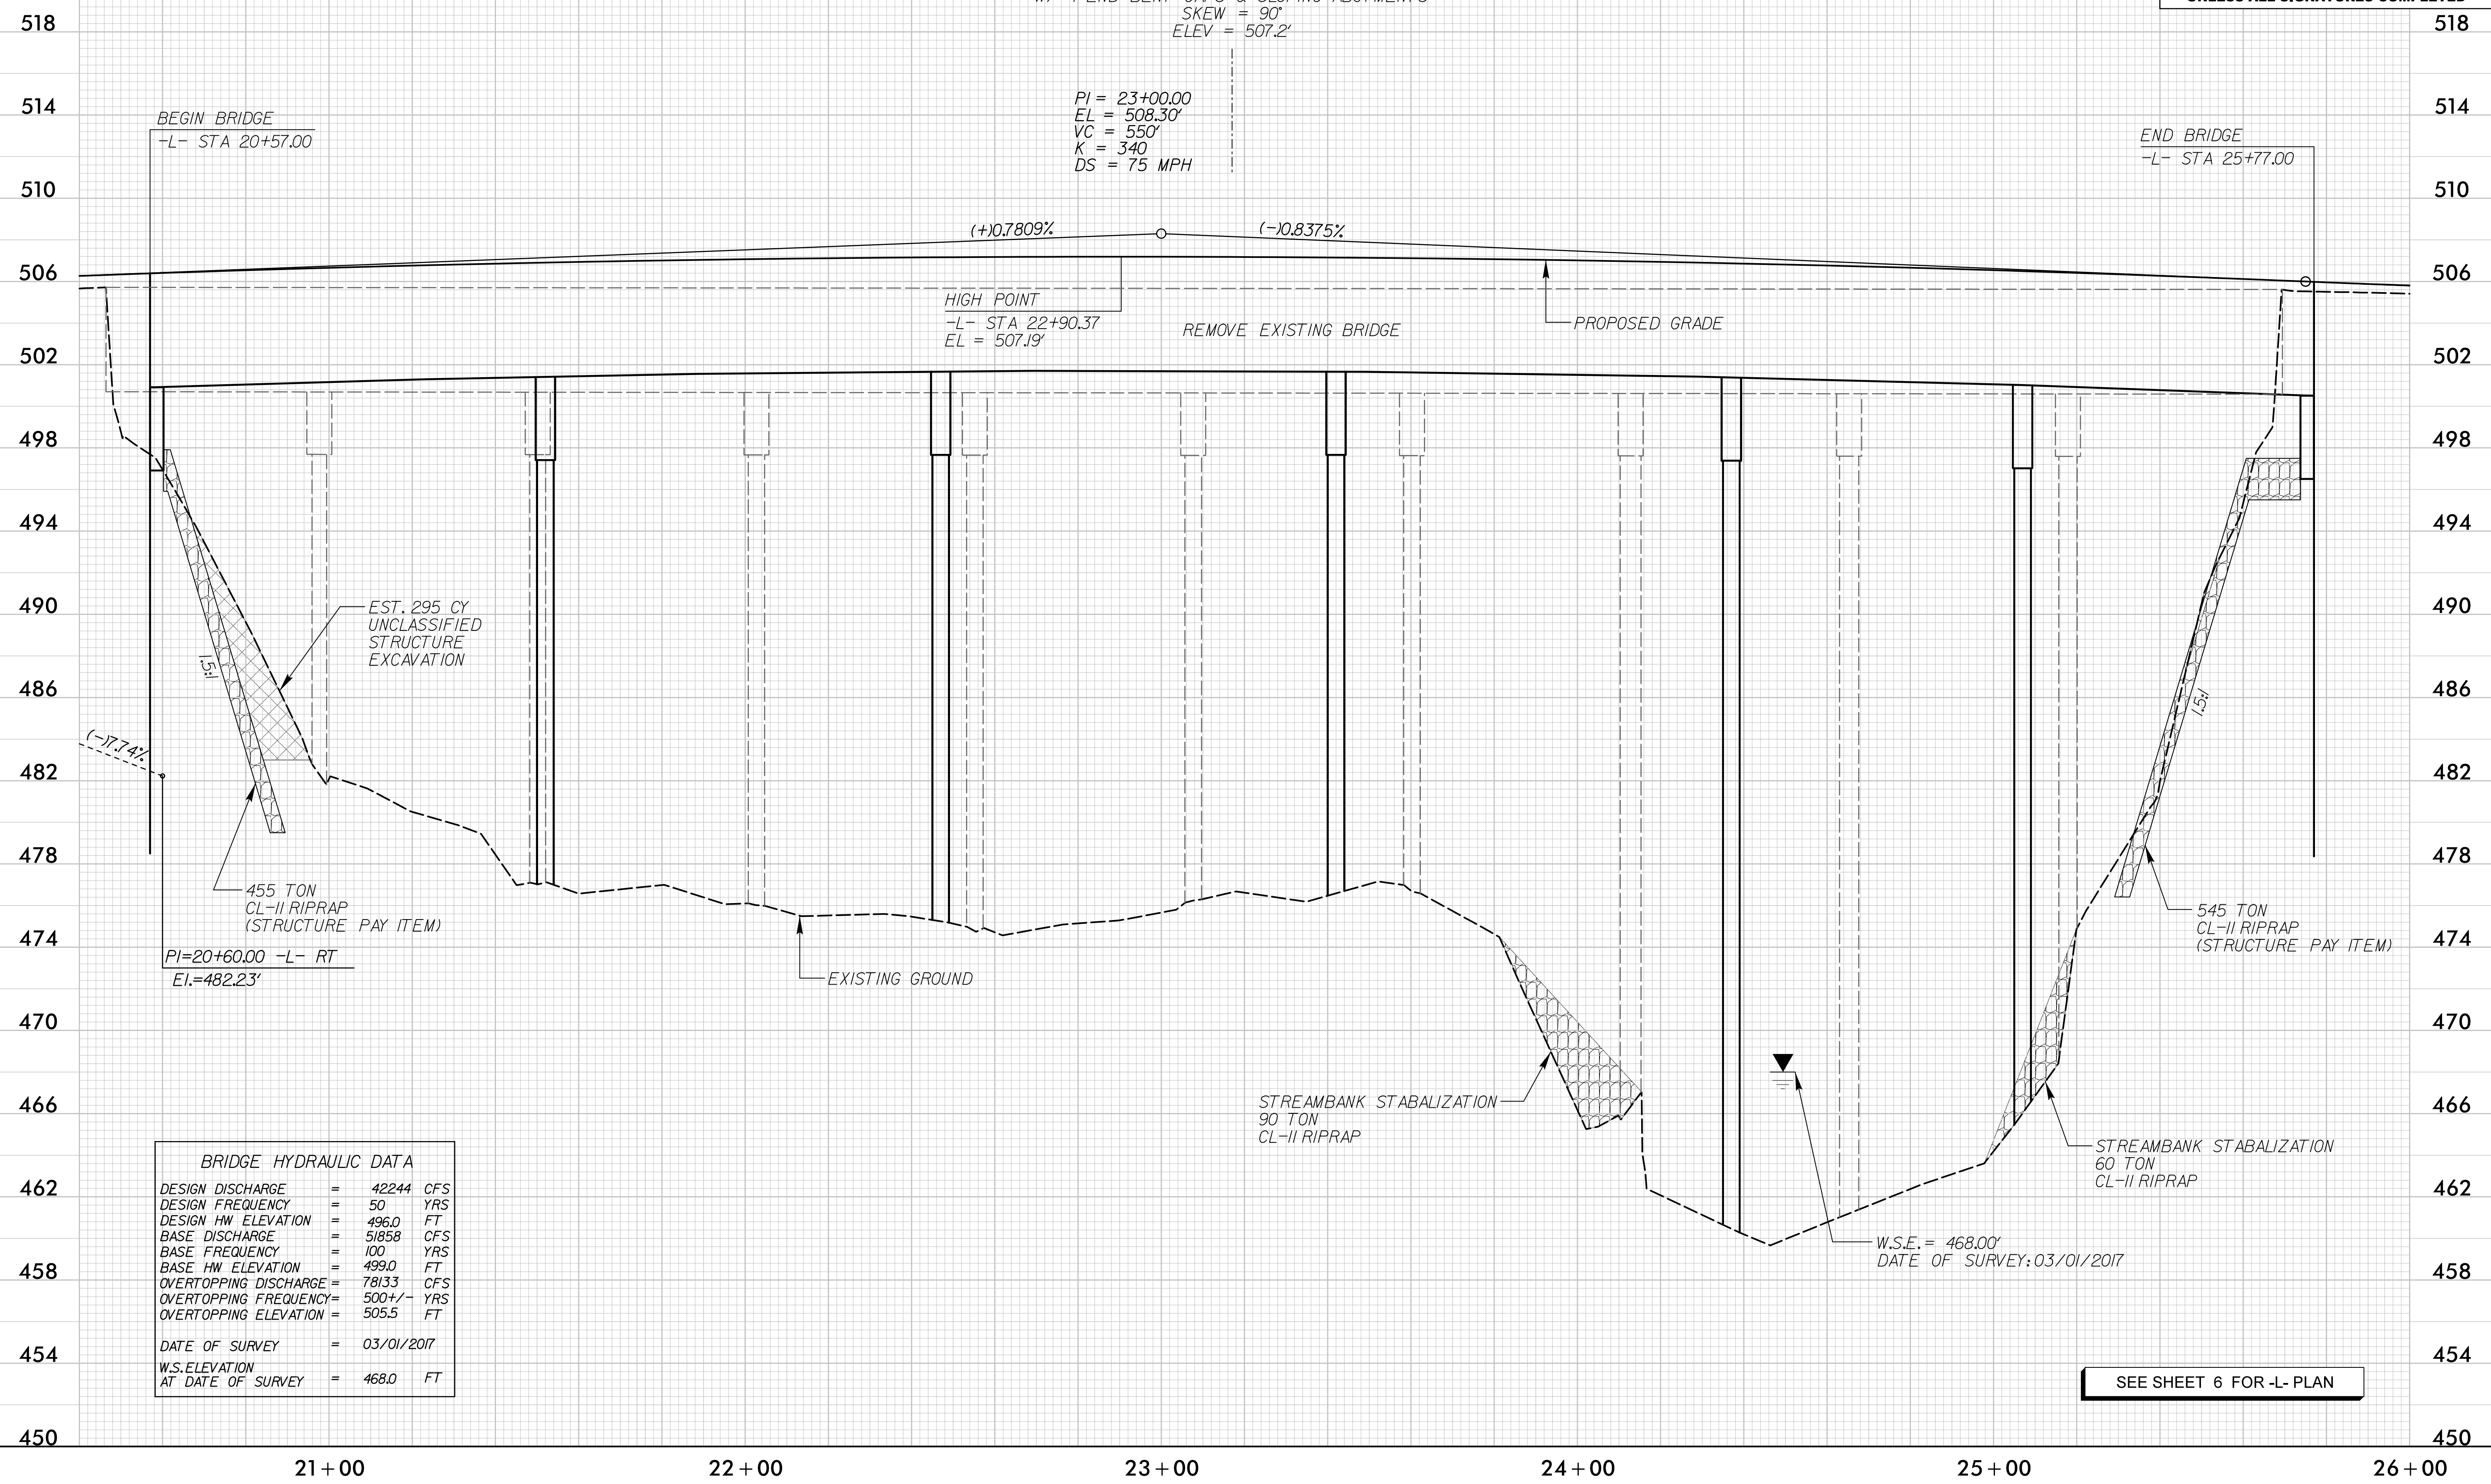 SKEW = 90°
ELEV = 507.2'
PI = 23+00.00
EL = 508.30'
VC = 550'
K = 340
DS = 75 MPH
BEGIN BRIDGE
-L- STA 20+57.00
END BRIDGE
-L- STA 25+77.00
(+)0.7809%
(-)0.8375%
HIGH POINT
-L- STA 22+90.37
EL = 507.19'
REMOVE EXISTING BRIDGE
PROPOSED GRADE
EST. 295 CY
UNCLASSIFIED
STRUCTURE
EXCAVATION
1.5:1
1.5:1
(-)7.74%
455 TON
CL-II RIPRAP
(STRUCTURE PAY ITEM)
PI=20+60.00 -L- RT
El.=482.23'
EXISTING GROUND
545 TON
CL-II RIPRAP
(STRUCTURE PAY ITEM)
STREAMBANK STABALIZATION
90 TON
CL-II RIPRAP
STREAMBANK STABALIZATION
60 TON
CL-II RIPRAP
W.S.E.= 468.00'
DATE OF SURVEY: 03/01/2017
BRIDGE HYDRAULIC DATA
DESIGN DISCHARGE = 42244 CFS
DESIGN FREQUENCY = 50 YRS
DESIGN HW ELEVATION = 496.0 FT
BASE DISCHARGE = 51858 CFS
BASE FREQUENCY = 100 YRS
BASE HW ELEVATION = 499.0 FT
OVERTOPPING DISCHARGE = 78133 CFS
OVERTOPPING FREQUENCY= 500+/- YRS
OVERTOPPING ELEVATION = 505.5 FT
DATE OF SURVEY = 03/01/2017
W.S.ELEVATION
AT DATE OF SURVEY = 468.0 FT
SEE SHEET 6 FOR -L- PLAN
518 518
514 514
510 510
506 506
502 502
498 498
494 494
490 490
486 486
482 482
478 478
474 474
470 470
466 466
462 462
458 458
454 454
450 450
21+00 22+00 23+00 24+00 25+00 26+00